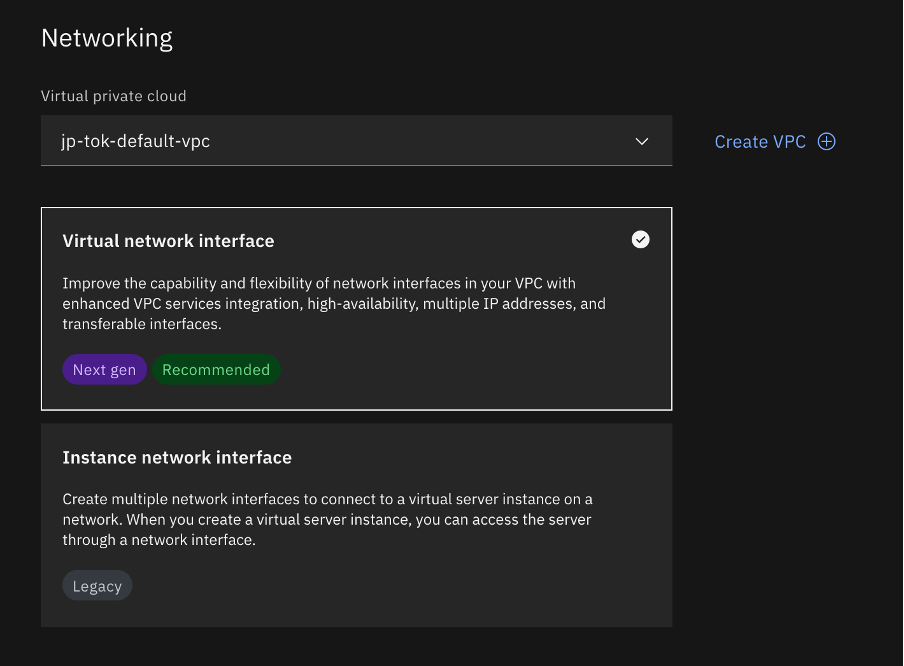 Networking
Virtual private cloud
jp-tok-default-vpc
Create VPC
Virtual network interface
Improve the capability and flexibility of network interfaces in your VPC with
enhanced VPC services integration, high-availability, multiple IP addresses, and
transferable interfaces.
Next gen Recommended
Instance network interface
Create multiple network interfaces to connect to a virtual server instance on a
network. When you create a virtual server instance, you can access the server
through a network interface.
Legacy